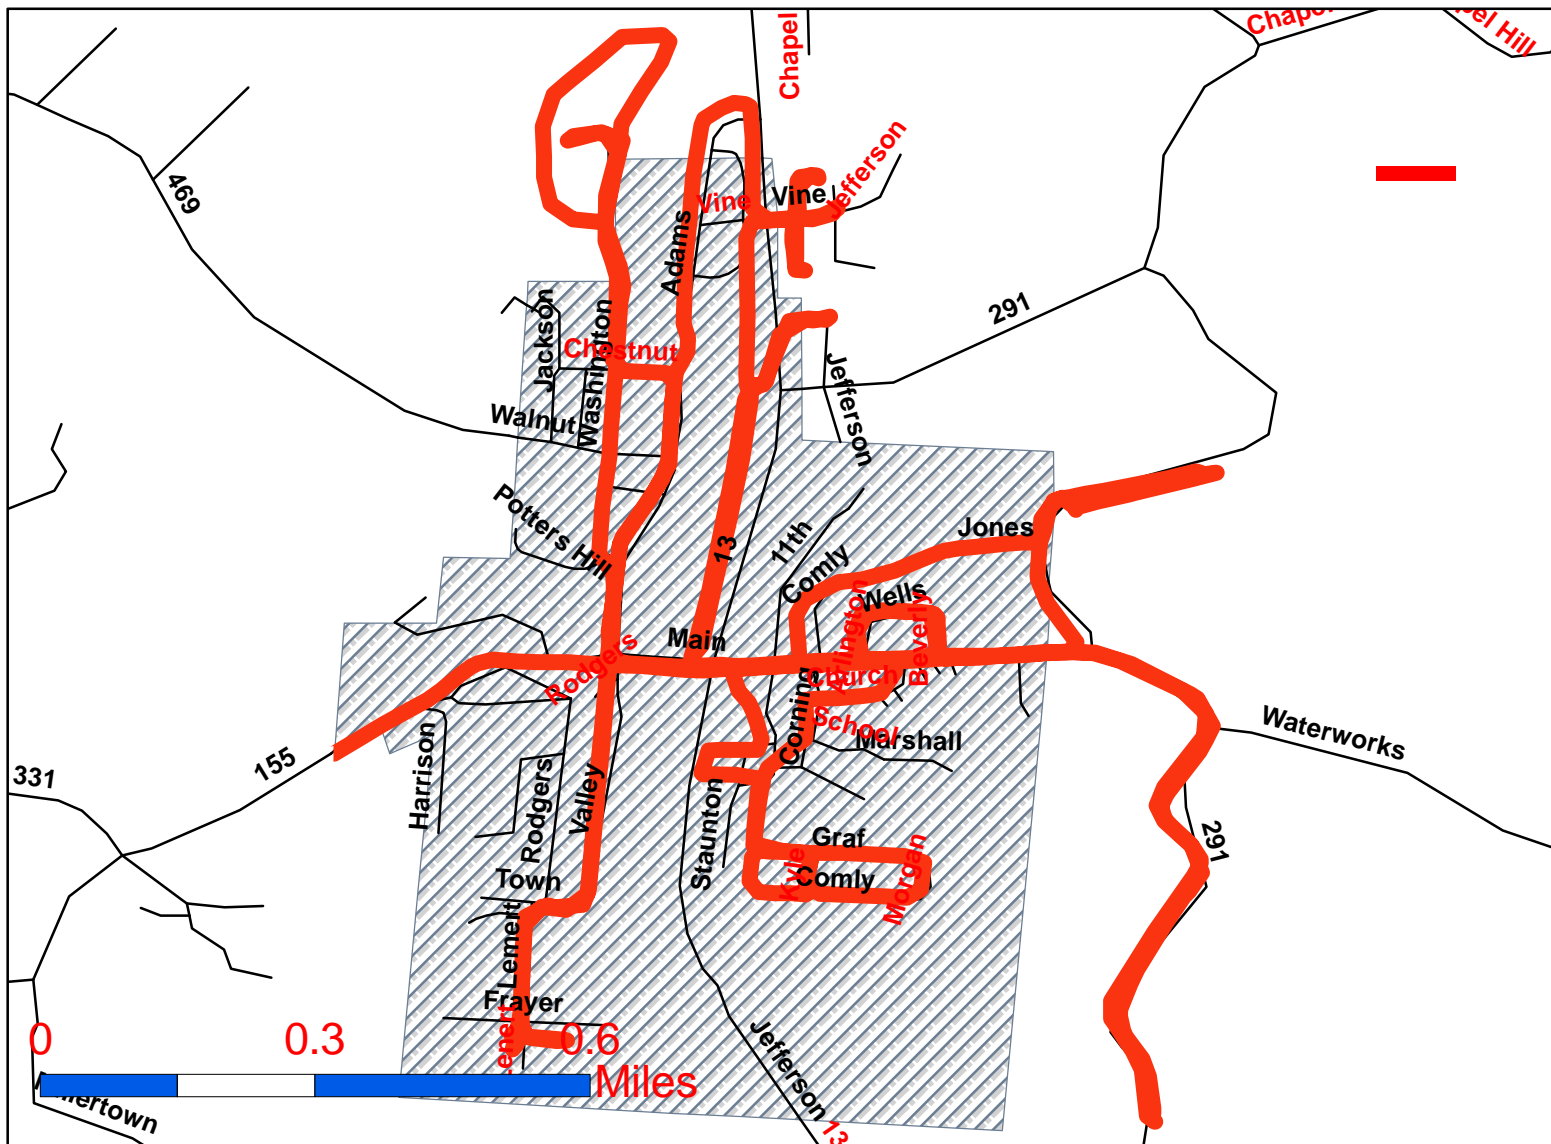 Chapel
Chapel
pel Hill
Jefferson
469
Vine
Vine
Adams
291
Jackson
Washington
Chestnut
Jefferson
Walnut
Potters Hill
13
11th
Jones
Comly
Wells
Arlington
Beverly
Main
Rodgers
Church
Corning
School
Marshall
Waterworks
155
331
Harrison
Rodgers
Valley
Staunton
291
Graf
Kyle
Comly
Morgan
Town
Lemert
Frayer
Jefferson
13
0
0.3
0.6
Miles